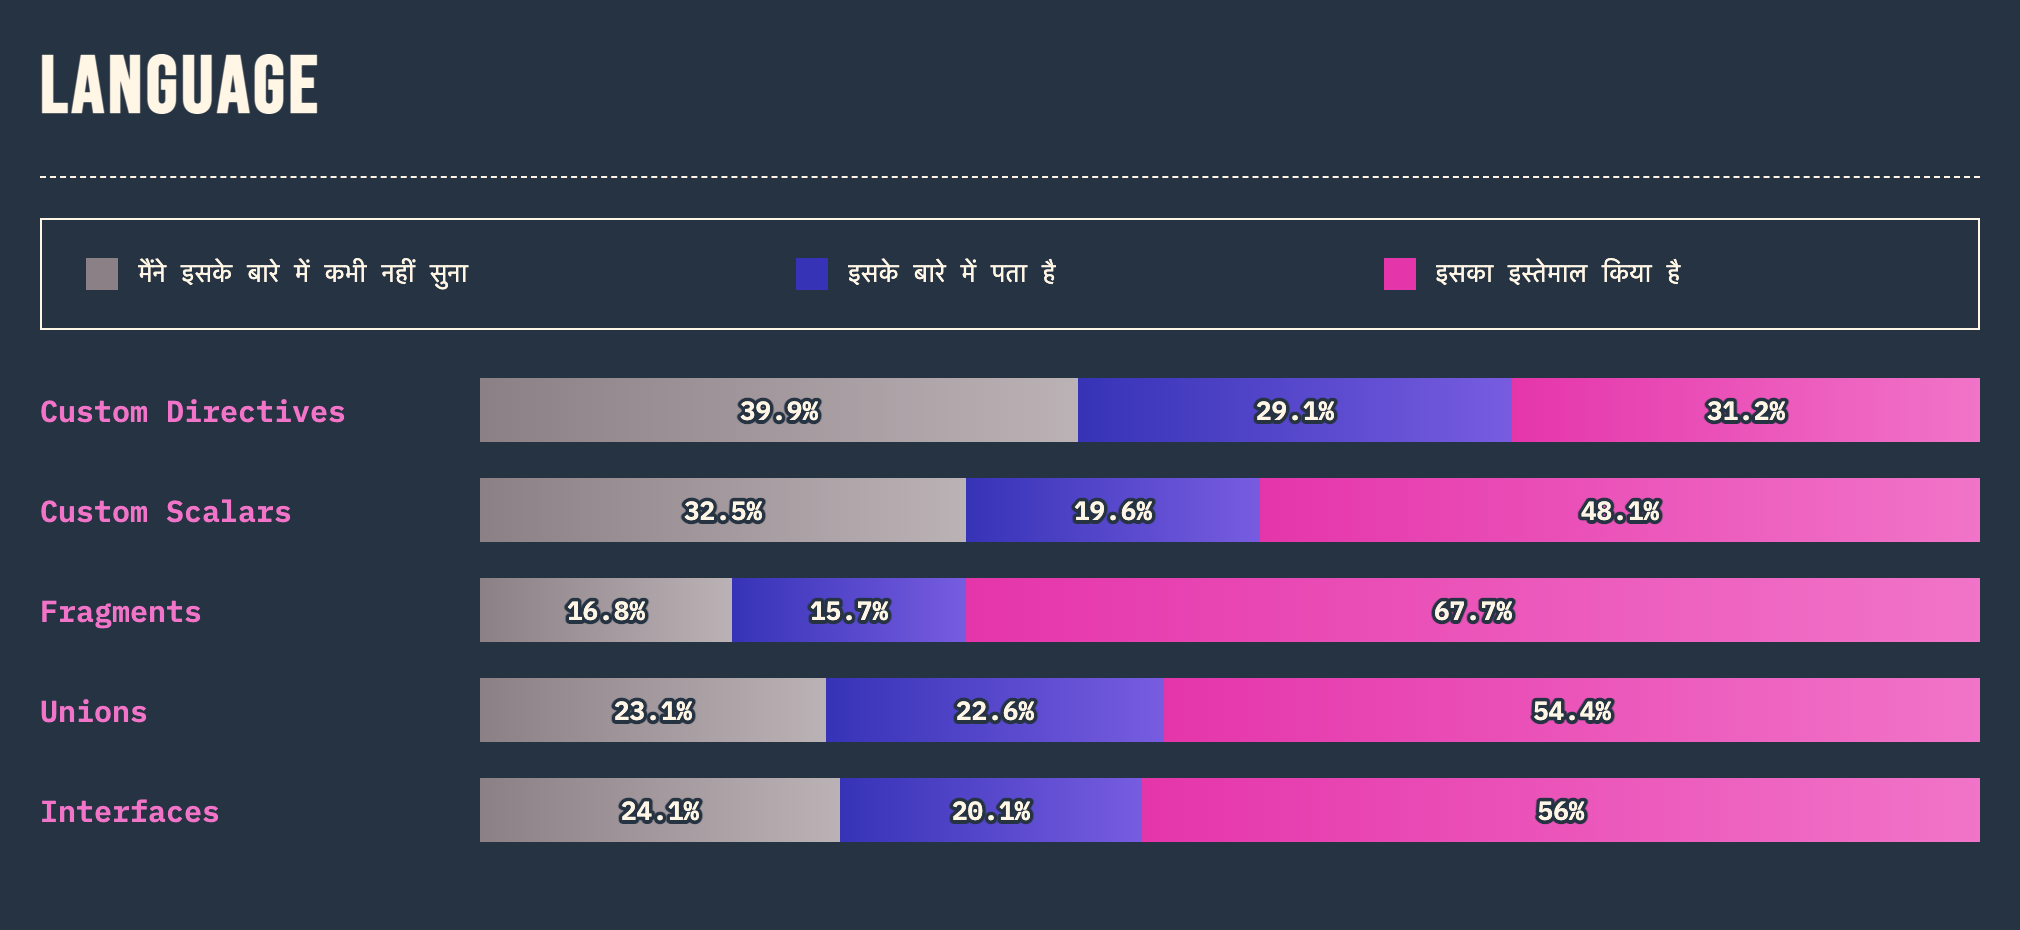 LANGUAGE
मैंने इसके बारे में कभी नहीं सुना इसके बारे में पता है इसका इस्तेमाल किया है
Custom Directives 39.9% 29.1% 31.2%
Custom Scalars 32.5% 19.6% 48.1%
Fragments 16.8% 15.7% 67.7%
Unions 23.1% 22.6% 54.4%
Interfaces 24.1% 20.1% 56%